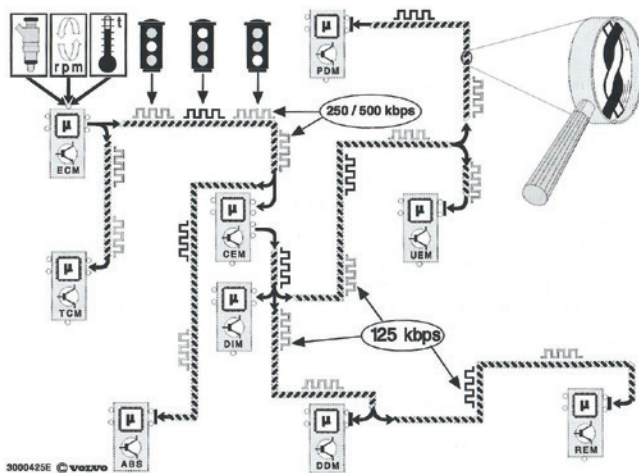 t
rpm
µ
PDM
250 / 500 kbps
µ
ECM
µ
CEM
µ
UEM
µ
TCM
µ
DIM
125 kbps
µ
ABS
µ
DDM
µ
REM
3000425E © VOLVO